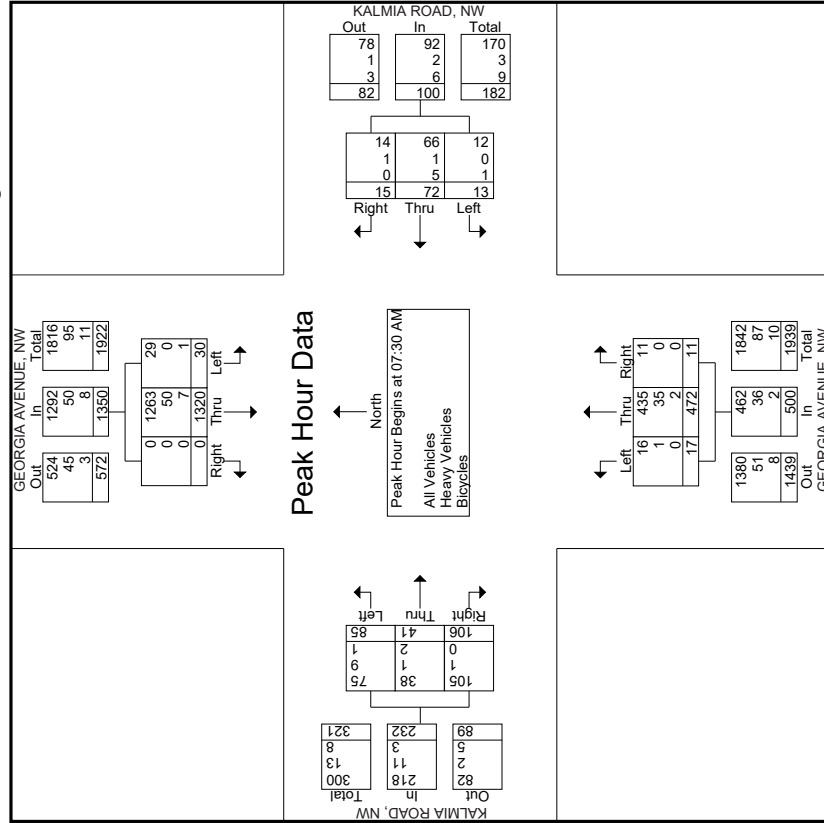 KALMIA ROAD, NW
Out In Total
78 92 170
1 2 3
3 6 9
82 100 182
14 66 12
1 1 0
0 5 1
15 72 13
Right Thru Left
GEORGIA AVENUE, NW
Out In Total
524 1292 1816
45 50 95
3 8 11
572 1350 1922
0 1263 29
0 50 0
0 7 1
0 1320 30
Right Thru Left
Peak Hour Data
North
Peak Hour Begins at 07:30 AM
All Vehicles
Heavy Vehicles
Bicycles
Left Thru Right
16 435 11
1 35 0
0 2 0
17 472 11
1380 462 1842
51 36 87
8 2 10
1439 500 1939
Out In Total
GEORGIA AVENUE, NW
Left Thru Right
85 41 106
1 2 0
9 1 1
75 38 105
321 232 89
8 3 5
13 11 2
300 218 82
Total In Out
KALMIA ROAD, NW